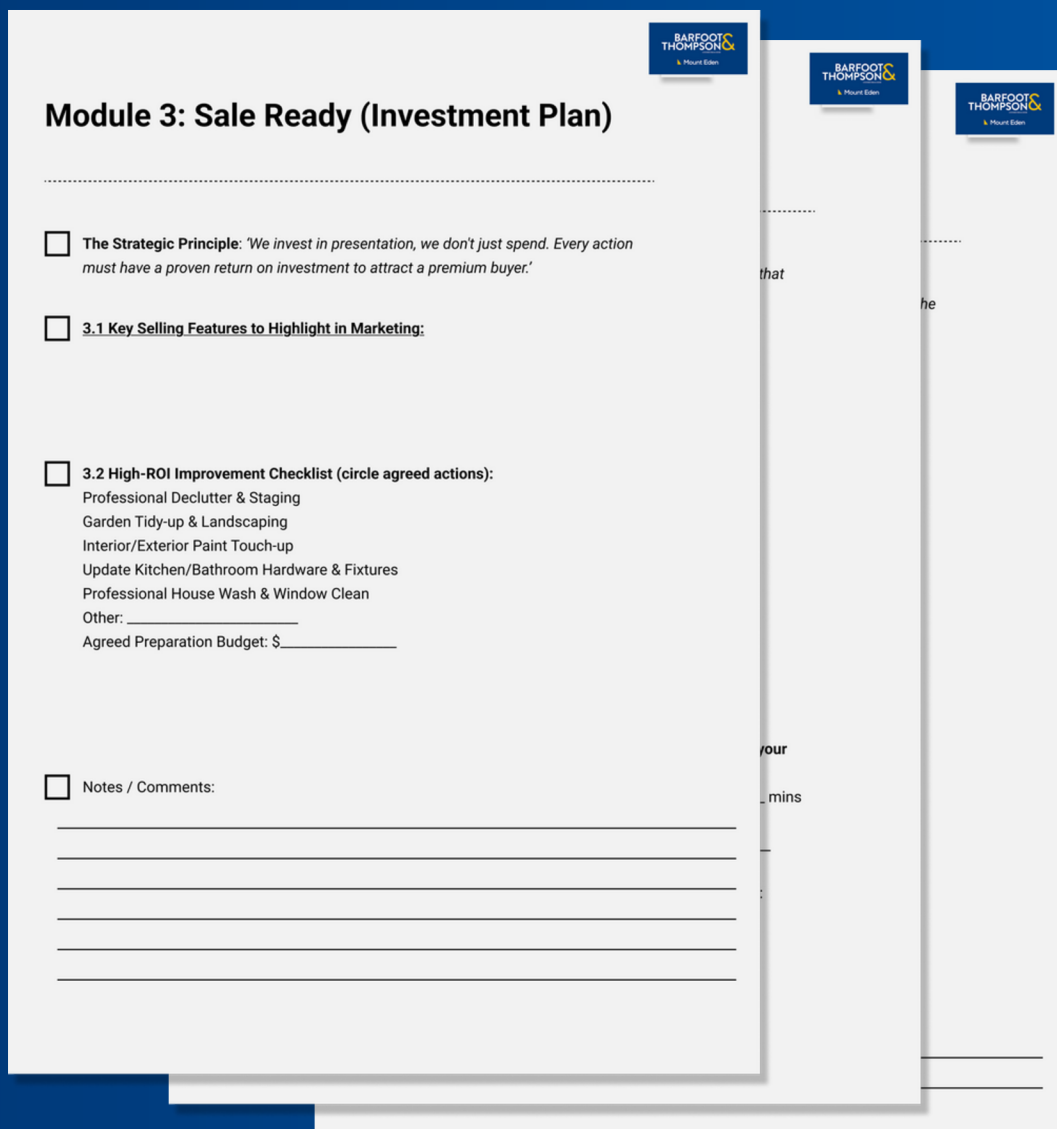 BARFOOT &
THOMPSON
Mount Eden
BARFOOT &
THOMPSON
Mount Eden
BARFOOT &
THOMPSON
Mount Eden
Module 3: Sale Ready (Investment Plan)
The Strategic Principle: ‘We invest in presentation, we don't just spend. Every action
must have a proven return on investment to attract a premium buyer.’
that
he
3.1 Key Selling Features to Highlight in Marketing:
3.2 High-ROI Improvement Checklist (circle agreed actions):
Professional Declutter & Staging
Garden Tidy-up & Landscaping
Interior/Exterior Paint Touch-up
Update Kitchen/Bathroom Hardware & Fixtures
Professional House Wash & Window Clean
Other: ____________________
Agreed Preparation Budget: $______________
your
_ mins
Notes / Comments:
: